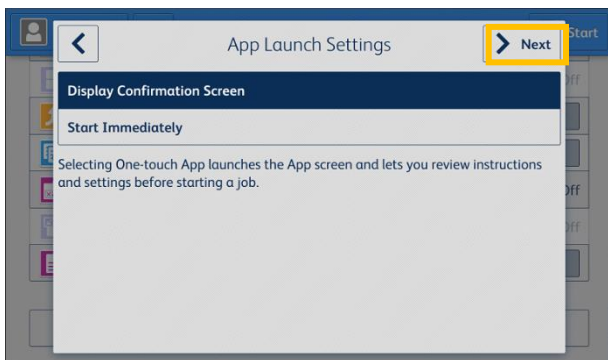 Start
App Launch Settings
Next
Off
Display Confirmation Screen
Start Immediately
Selecting One-touch App launches the App screen and lets you review instructions
and settings before starting a job.
Off
Off